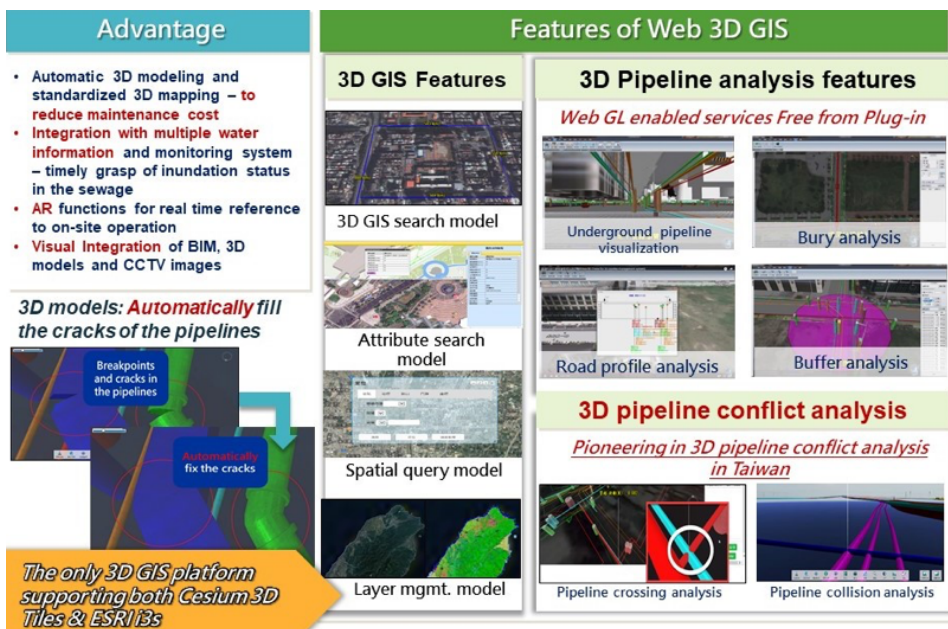 Advantage
• Automatic 3D modeling and
standardized 3D mapping – to
reduce maintenance cost
• Integration with multiple water
information and monitoring system
– timely grasp of inundation status
in the sewage
• AR functions for real time reference
to on-site operation
• Visual Integration of BIM, 3D
models and CCTV images
3D models: Automatically fill
the cracks of the pipelines
Breakpoints
and cracks in
the pipelines
Automatically
fix the cracks
The only 3D GIS platform
supporting both Cesium 3D
Tiles & ESRI i3s
Features of Web 3D GIS
3D GIS Features
3D GIS search model
Attribute search
model
Spatial query model
Layer mgmt. model
3D Pipeline analysis features
Web GL enabled services Free from Plug-in
Underground pipeline
visualization
Bury analysis
Road profile analysis
Buffer analysis
3D pipeline conflict analysis
Pioneering in 3D pipeline conflict analysis
in Taiwan
Pipeline crossing analysis
Pipeline collision analysis